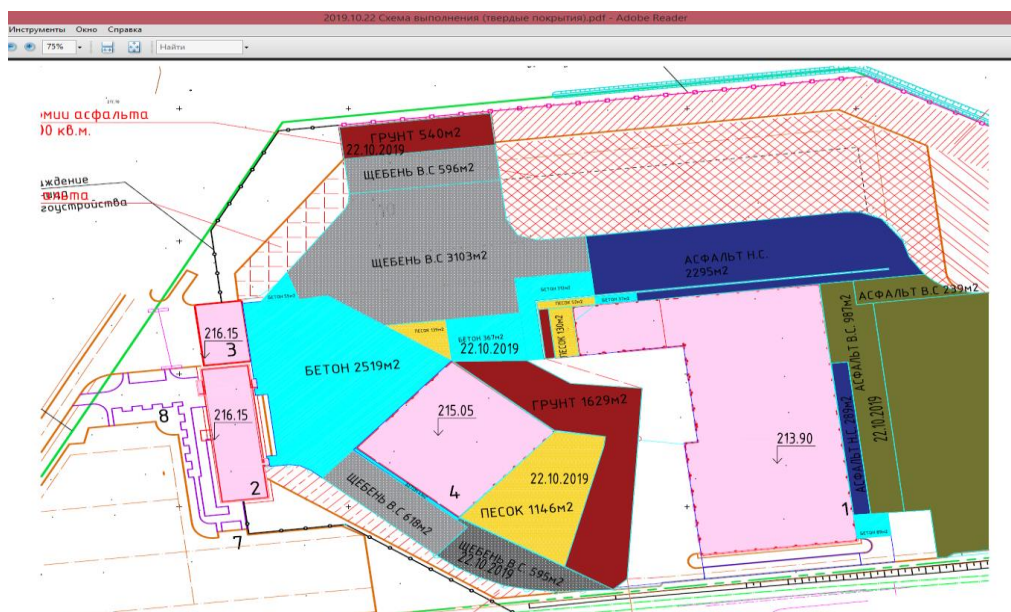 2019.10.22 Схема выполнения (твердые покрытия).pdf - Adobe Reader
Инструменты Окно Справка
75%
Найти
мии асфальта
00 кв.м.
ГРУНТ 540м2
22.10.2019
ЩЕБЕНЬ В.С 596м2
ждение
гоустройства
ЩЕБЕНЬ В.С 3103м2
АСФАЛЬТ Н.С.
2295м2
АСФАЛЬТ В.С 239м2
АСФАЛЬТ В.С. 987м2
ПЕСОК 130м2
БЕТОН 367м2
22.10.2019
216.15
3
БЕТОН 2519м2
ГРУНТ 1629м2
АСФАЛЬТ Н.С. 289м2
22.10.2019
8
216.15
215.05
213.90
4
22.10.2019
ПЕСОК 1146м2
2
ЩЕБЕНЬ В.С 618м2
1
7
ЩЕБЕНЬ В.С. 595м2
22.10.2019